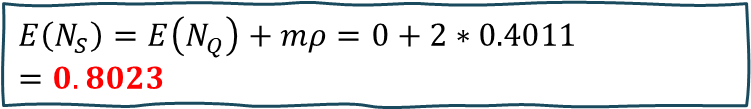 E(N_S) = E(N_Q) + mρ = 0 + 2 * 0.4011
= 0.8023